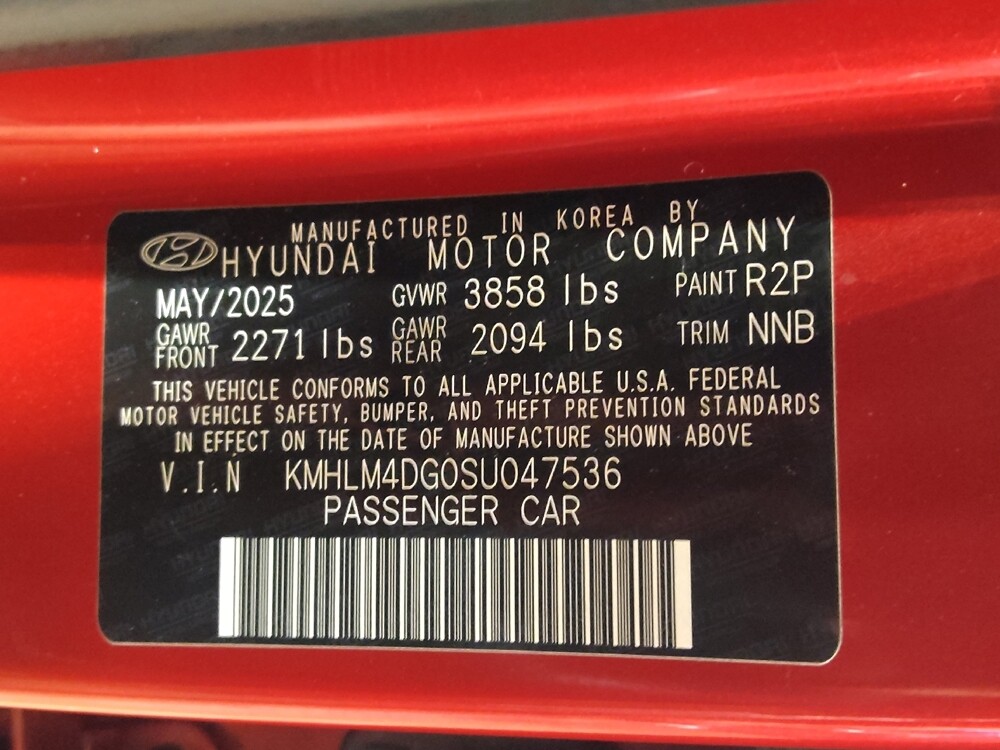 MANUFACTURED IN KOREA BY
HYUNDAI MOTOR COMPANY
MAY/2025 GVWR 3858 lbs PAINT R2P
GAWR FRONT 2271 lbs GAWR REAR 2094 lbs TRIM NNB
THIS VEHICLE CONFORMS TO ALL APPLICABLE U.S.A. FEDERAL
MOTOR VEHICLE SAFETY, BUMPER, AND THEFT PREVENTION STANDARDS
IN EFFECT ON THE DATE OF MANUFACTURE SHOWN ABOVE
V.I.N KMHLM4DG0SU047536
PASSENGER CAR